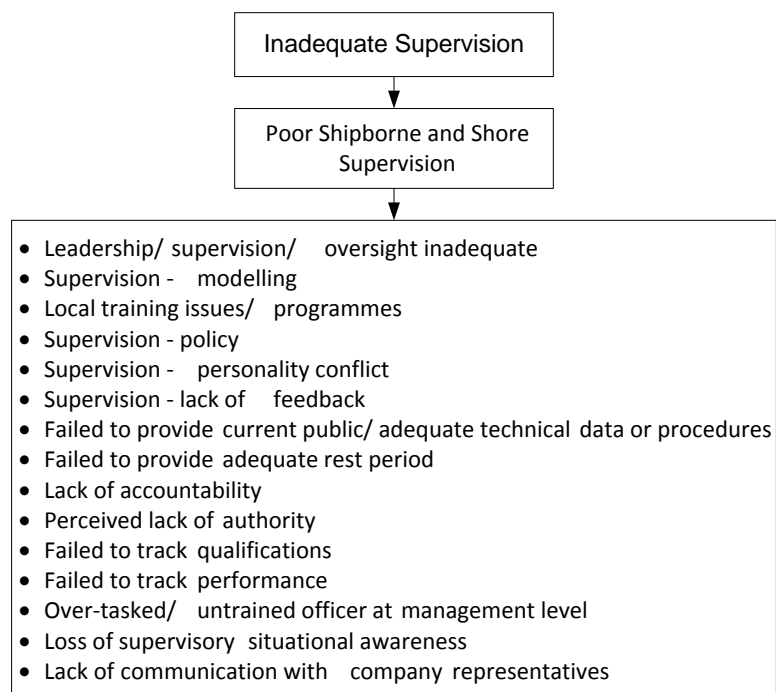 Inadequate Supervision
Poor Shipborne and Shore
Supervision
• Leadership/ supervision/ oversight inadequate
• Supervision - modelling
• Local training issues/ programmes
• Supervision - policy
• Supervision - personality conflict
• Supervision - lack of feedback
• Failed to provide current public/ adequate technical data or procedures
• Failed to provide adequate rest period
• Lack of accountability
• Perceived lack of authority
• Failed to track qualifications
• Failed to track performance
• Over-tasked/ untrained officer at management level
• Loss of supervisory situational awareness
• Lack of communication with company representatives